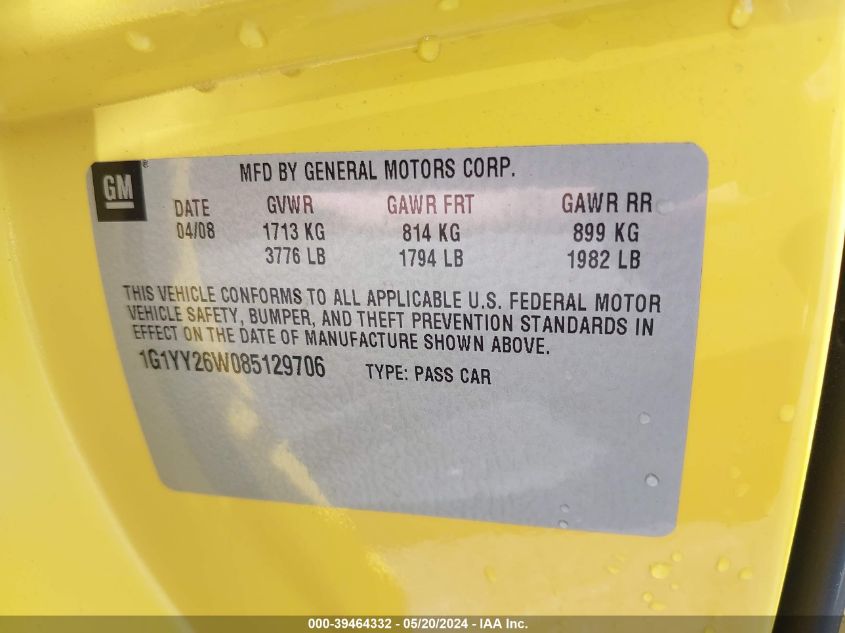 GM
MFD BY GENERAL MOTORS CORP.
DATE GVWR GAWR FRT GAWR RR
04/08 1713 KG 814 KG 899 KG
3776 LB 1794 LB 1982 LB
THIS VEHICLE CONFORMS TO ALL APPLICABLE U.S. FEDERAL MOTOR
VEHICLE SAFETY, BUMPER, AND THEFT PREVENTION STANDARDS IN
EFFECT ON THE DATE OF MANUFACTURE SHOWN ABOVE.
1G1YY26W085129706 TYPE: PASS CAR
000-39464332 - 05/20/2024 - IAA Inc.